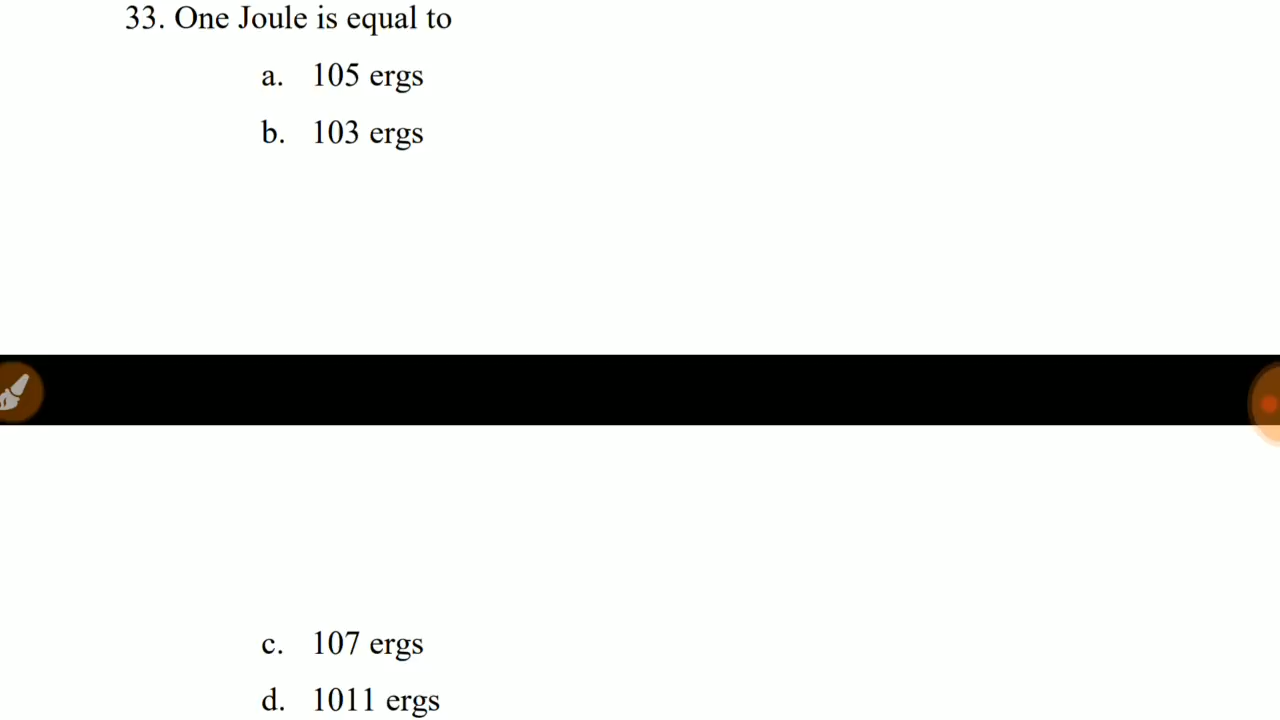 33. One Joule is equal to
a. 105 ergs
b. 103 ergs
c. 107 ergs
d. 1011 ergs